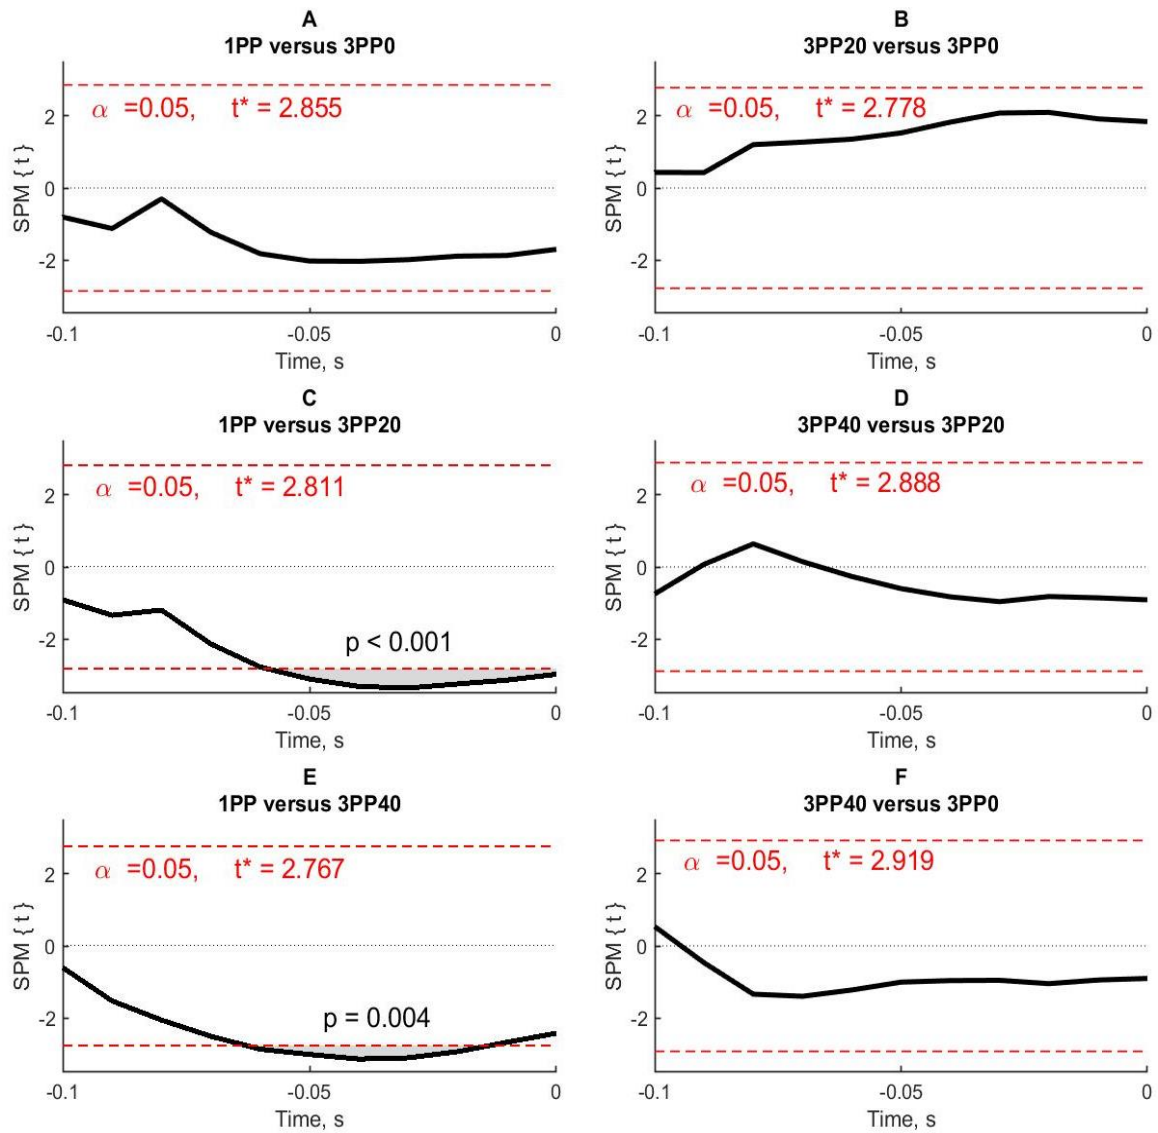 A
1PP versus 3PP0
α =0.05, t* = 2.855
2
0
-2
SPM { t }
-0.1
-0.05
0
Time, s
B
3PP20 versus 3PP0
α =0.05, t* = 2.778
2
0
-2
SPM { t }
-0.1
-0.05
0
Time, s
C
1PP versus 3PP20
α =0.05, t* = 2.811
2
0
-2
SPM { t }
p < 0.001
-0.1
-0.05
0
Time, s
D
3PP40 versus 3PP20
α =0.05, t* = 2.888
2
0
-2
SPM { t }
-0.1
-0.05
0
Time, s
E
1PP versus 3PP40
α =0.05, t* = 2.767
2
0
-2
SPM { t }
p = 0.004
-0.1
-0.05
0
Time, s
F
3PP40 versus 3PP0
α =0.05, t* = 2.919
2
0
-2
SPM { t }
-0.1
-0.05
0
Time, s